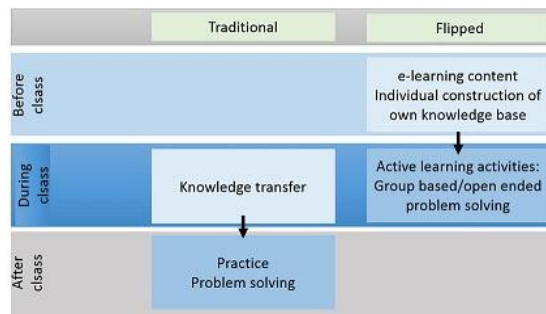 Traditional
Flipped
Before
clsass
e-learning content
Individual construction of
own knowledge base
During
clsass
Knowledge transfer
Active learning activities:
Group based/open ended
problem solving
After
clsass
Practice
Problem solving